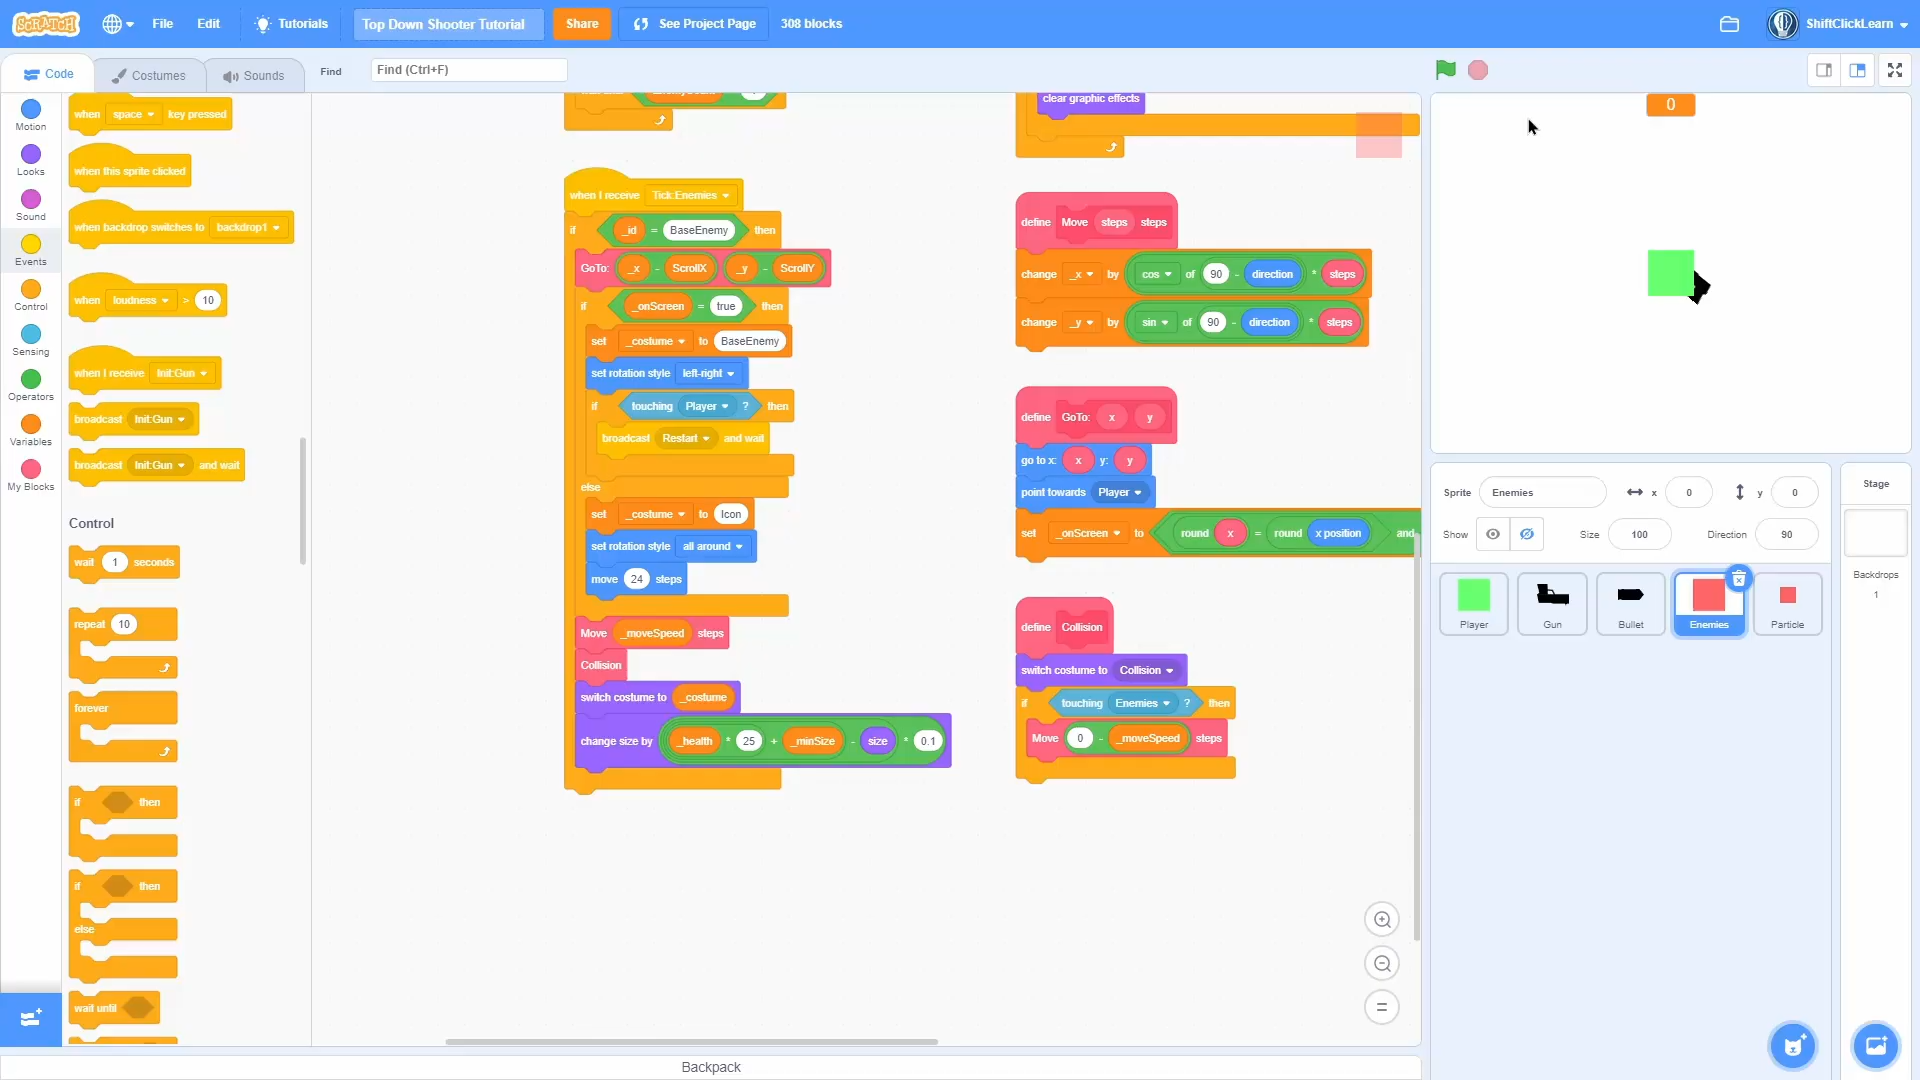 SCRATCH File Edit Tutorials Top Down Shooter Tutorial Share See Project Page 308 blocks ShiftClickLearn
Code Costumes Sounds Find Find (Ctrl+F)
Motion
Looks
Sound
Events
Control
Sensing
Operators
Variables
My Blocks
when space key pressed
when this sprite clicked
when backdrop switches to backdrop1
when loudness > 10
when I receive Init:Gun
broadcast Init:Gun
broadcast Init:Gun and wait
Control
wait 1 seconds
repeat 10
forever
if then
if then
else
wait until
when I receive Tick:Enemies
if _id = BaseEnemy then
GoTo: _x - ScrollX _y - ScrollY
if _onScreen = true then
set _costume to BaseEnemy
set rotation style left-right
if touching Player ? then
broadcast Restart and wait
else
set _costume to Icon
set rotation style all around
move 24 steps
Move _moveSpeed steps
Collision
switch costume to _costume
change size by _health * 25 + _minSize - size * 0.1
clear graphic effects
define Move steps steps
change _x by cos of 90 - direction * steps
change _y by sin of 90 - direction * steps
define GoTo: x y
go to x: x y: y
point towards Player
set _onScreen to round x = round x position and
define Collision
switch costume to Collision
if touching Enemies ? then
Move 0 - _moveSpeed steps
0
Sprite Enemies x 0 y 0
Show Size 100 Direction 90
Player Gun Bullet Enemies Particle
Stage
Backdrops
1
Backpack